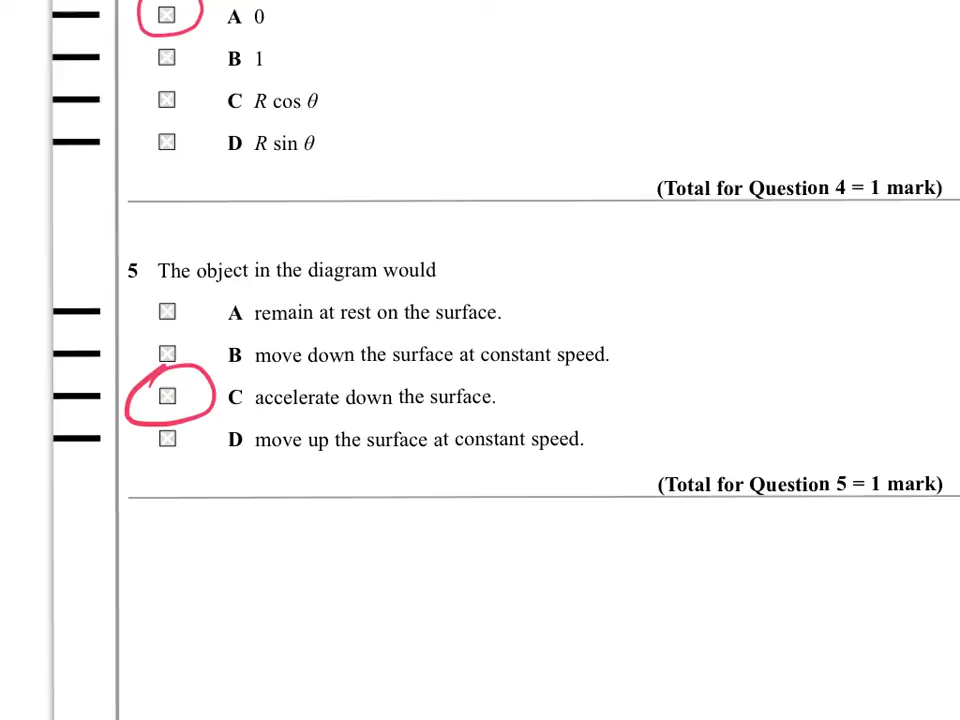 A 0
B 1
C R cos θ
D R sin θ
(Total for Question 4 = 1 mark)
5 The object in the diagram would
A remain at rest on the surface.
B move down the surface at constant speed.
C accelerate down the surface.
D move up the surface at constant speed.
(Total for Question 5 = 1 mark)